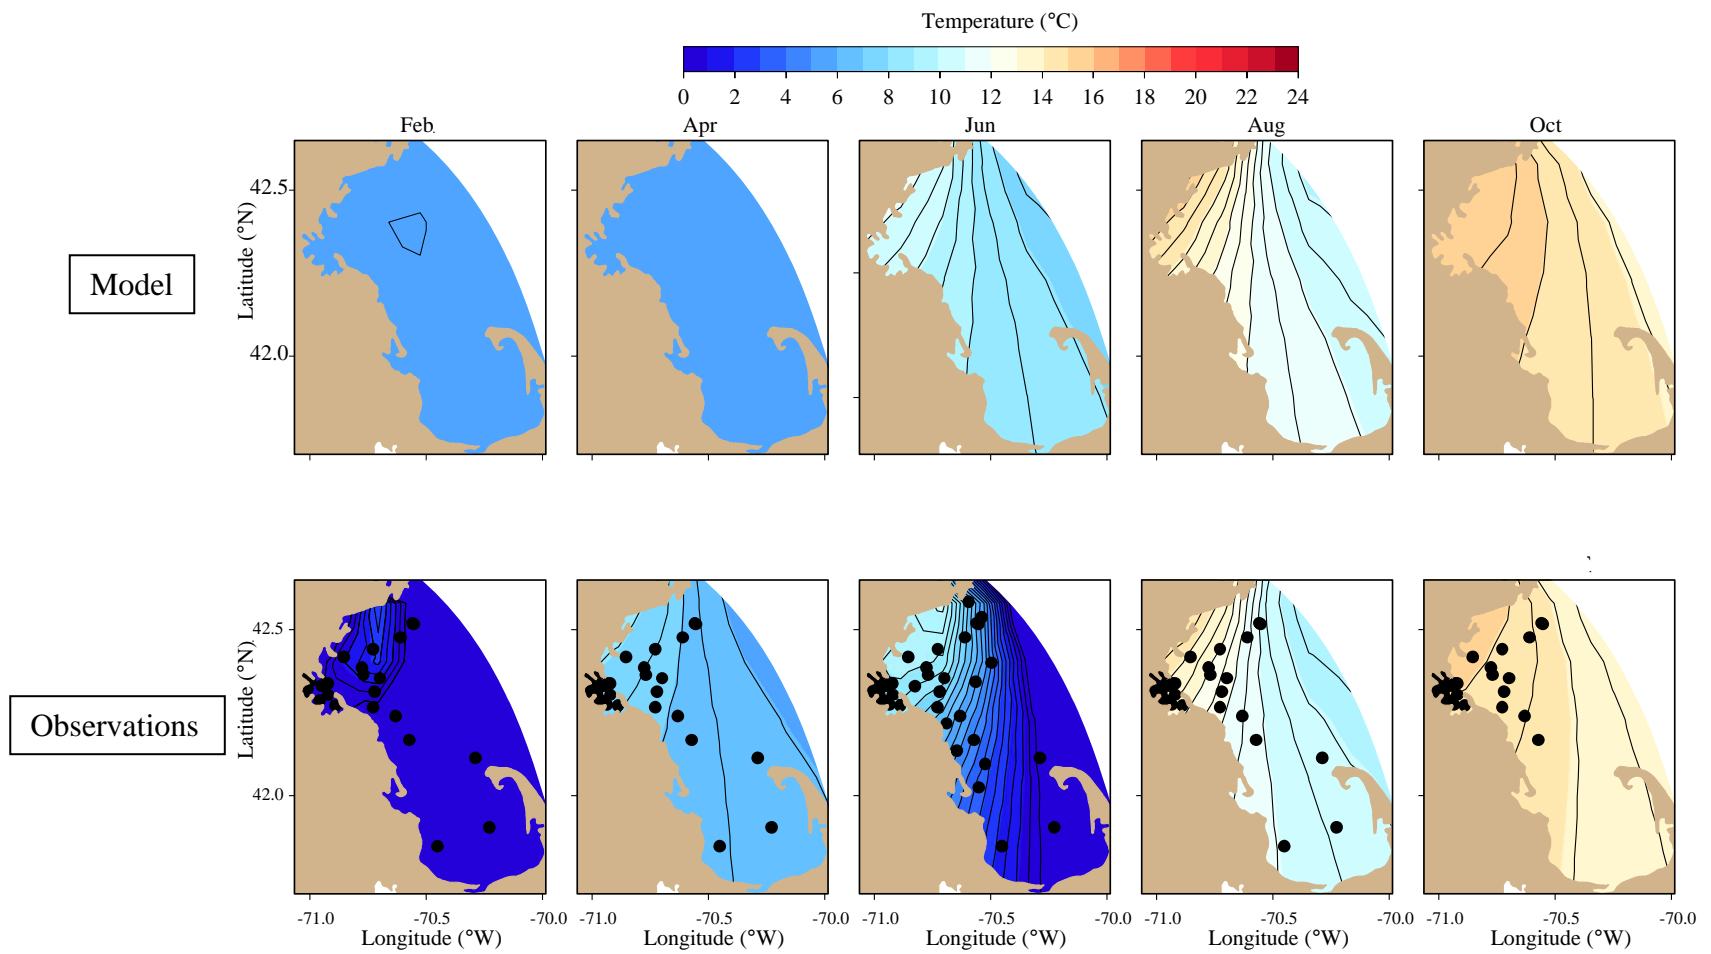 Temperature (°C)
0 2 4 6 8 10 12 14 16 18 20 22 24
Feb. Apr Jun Aug Oct
42.5
42.0
Latitude (°N)
Model
42.5
42.0
Latitude (°N).
Observations
-71.0 -70.5 -70.0 -71.0 -70.5 -70.0 -71.0 -70.5 -70.0 -71.0 -70.5 -70.0 -71.0 -70.5 -70.0
Longitude (°W) Longitude (°W) Longitude (°W) Longitude (°W) Longitude (°W)